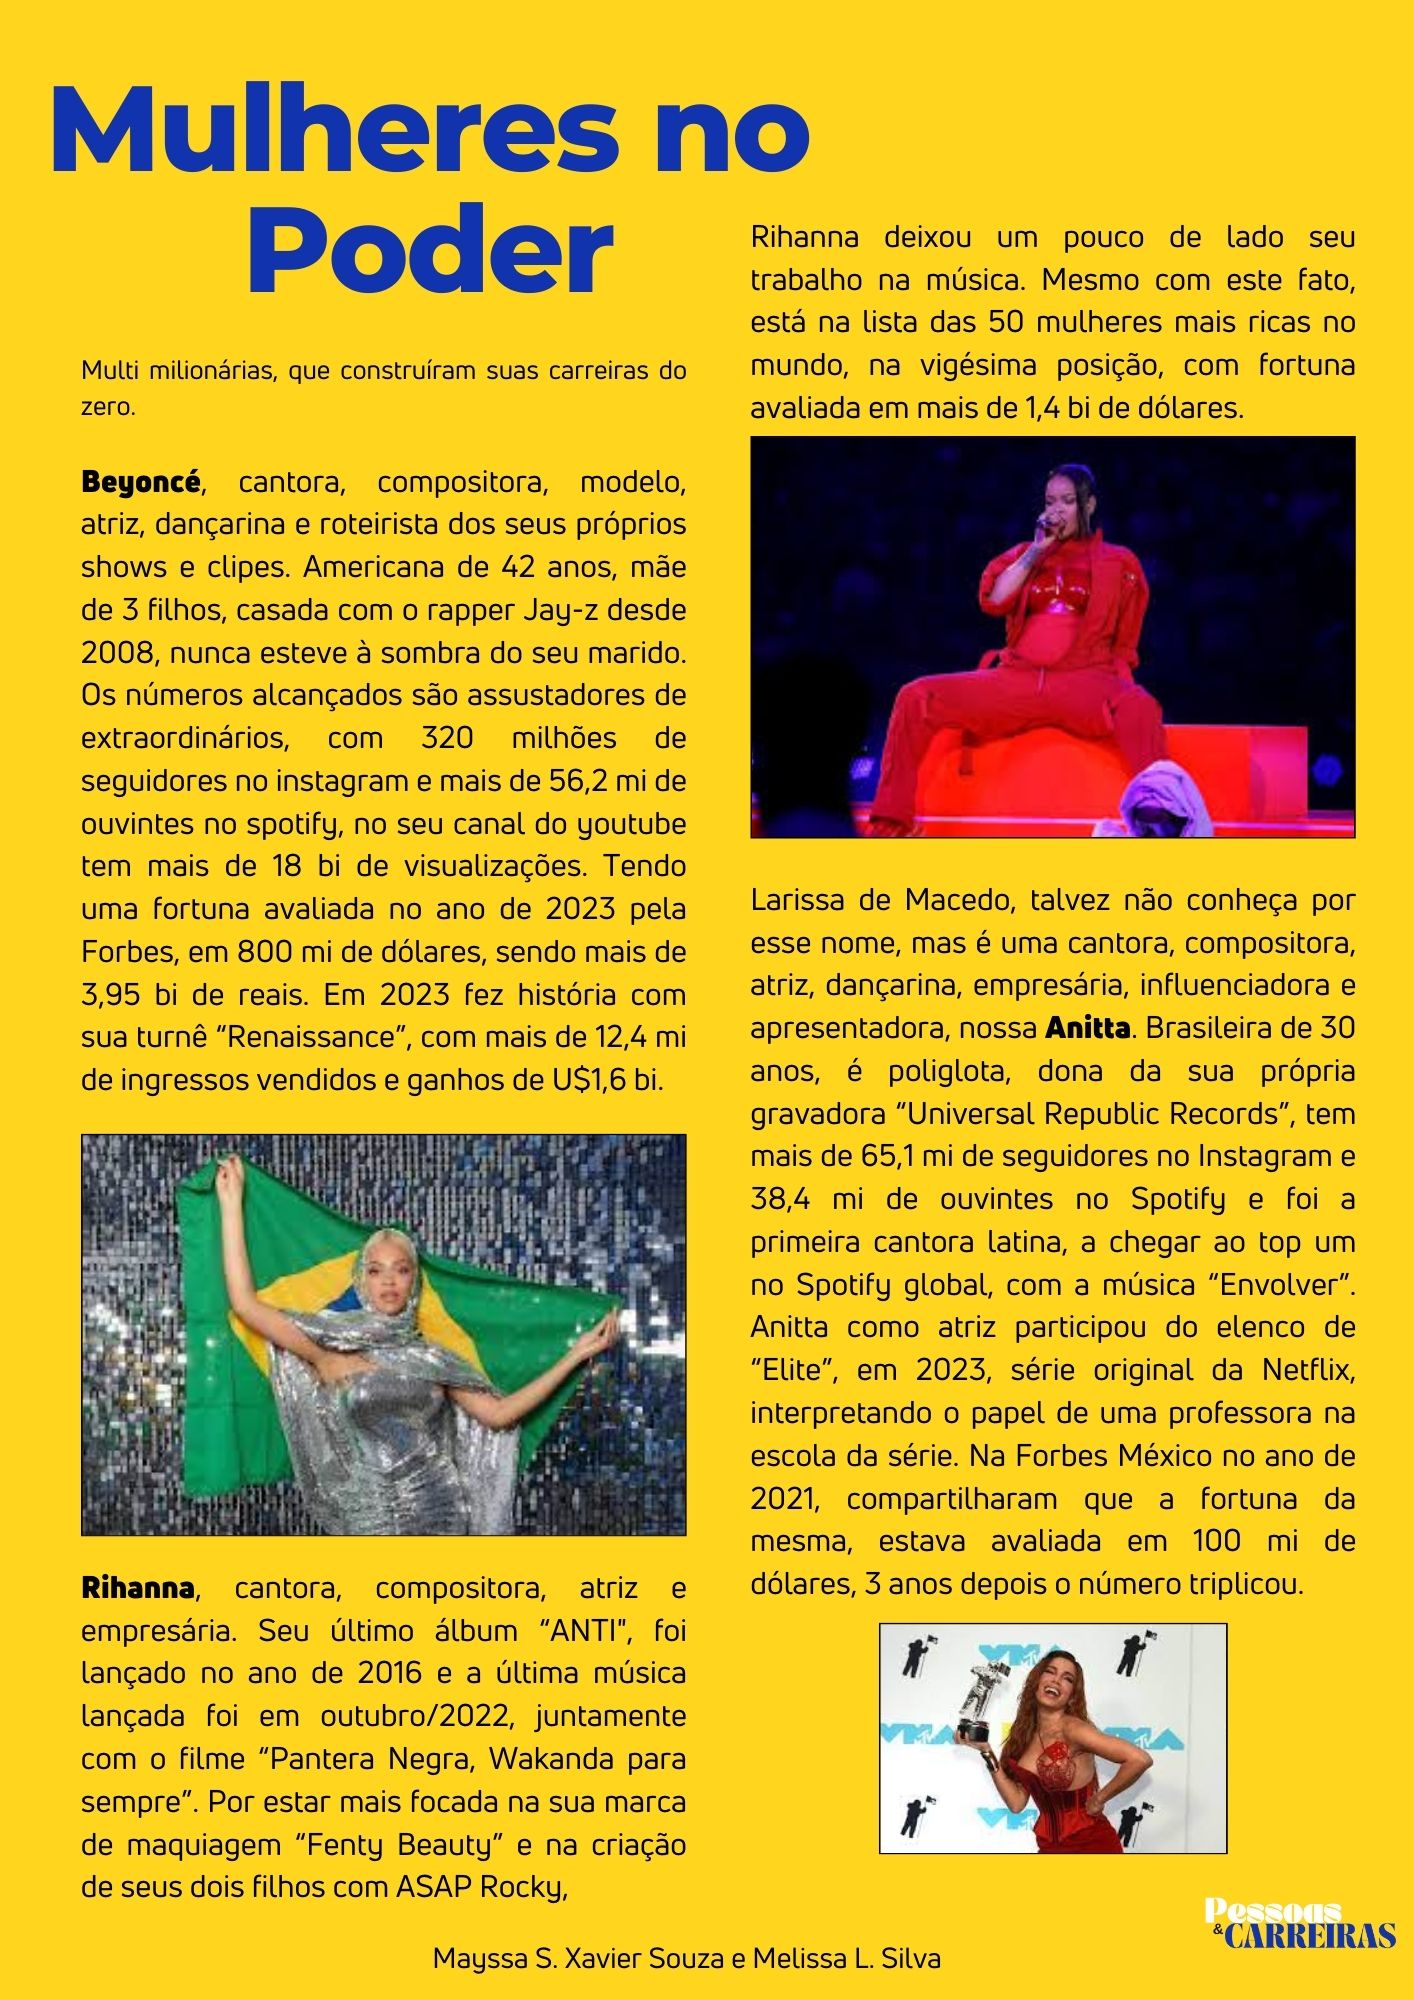 Mulheres no
Poder
Multi milionárias, que construíram suas carreiras do
zero.
Beyoncé, cantora, compositora, modelo,
atriz, dançarina e roteirista dos seus próprios
shows e clipes. Americana de 42 anos, mãe
de 3 filhos, casada com o rapper Jay-z desde
2008, nunca esteve à sombra do seu marido.
Os números alcançados são assustadores de
extraordinários, com 320 milhões de
seguidores no instagram e mais de 56,2 mi de
ouvintes no spotify, no seu canal do youtube
tem mais de 18 bi de visualizações. Tendo
uma fortuna avaliada no ano de 2023 pela
Forbes, em 800 mi de dólares, sendo mais de
3,95 bi de reais. Em 2023 fez história com
sua turnê “Renaissance”, com mais de 12,4 mi
de ingressos vendidos e ganhos de U$1,6 bi.
Rihanna, cantora, compositora, atriz e
empresária. Seu último álbum “ANTI", foi
lançado no ano de 2016 e a última música
lançada foi em outubro/2022, juntamente
com o filme “Pantera Negra, Wakanda para
sempre”. Por estar mais focada na sua marca
de maquiagem “Fenty Beauty” e na criação
de seus dois filhos com ASAP Rocky,
Rihanna deixou um pouco de lado seu
trabalho na música. Mesmo com este fato,
está na lista das 50 mulheres mais ricas no
mundo, na vigésima posição, com fortuna
avaliada em mais de 1,4 bi de dólares.
Larissa de Macedo, talvez não conheça por
esse nome, mas é uma cantora, compositora,
atriz, dançarina, empresária, influenciadora e
apresentadora, nossa Anitta. Brasileira de 30
anos, é poliglota, dona da sua própria
gravadora “Universal Republic Records”, tem
mais de 65,1 mi de seguidores no Instagram e
38,4 mi de ouvintes no Spotify e foi a
primeira cantora latina, a chegar ao top um
no Spotify global, com a música “Envolver”.
Anitta como atriz participou do elenco de
“Elite”, em 2023, série original da Netflix,
interpretando o papel de uma professora na
escola da série. Na Forbes México no ano de
2021, compartilharam que a fortuna da
mesma, estava avaliada em 100 mi de
dólares, 3 anos depois o número triplicou.
Pessoas
&CARREIRAS
Mayssa S. Xavier Souza e Melissa L. Silva